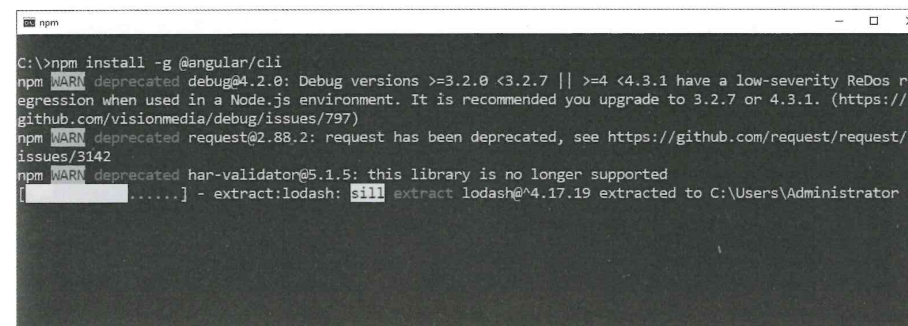 npm
C:\>npm install -g @angular/cli
npm WARN deprecated debug@4.2.0: Debug versions >=3.2.0 <3.2.7 || >=4 <4.3.1 have a low-severity ReDos r
egression when used in a Node.js environment. It is recommended you upgrade to 3.2.7 or 4.3.1. (https://
github.com/visionmedia/debug/issues/797)
npm WARN deprecated request@2.88.2: request has been deprecated, see https://github.com/request/request/
issues/3142
npm WARN deprecated har-validator@5.1.5: this library is no longer supported
[ ......] - extract:lodash: sill extract lodash@^4.17.19 extracted to C:\Users\Administrator